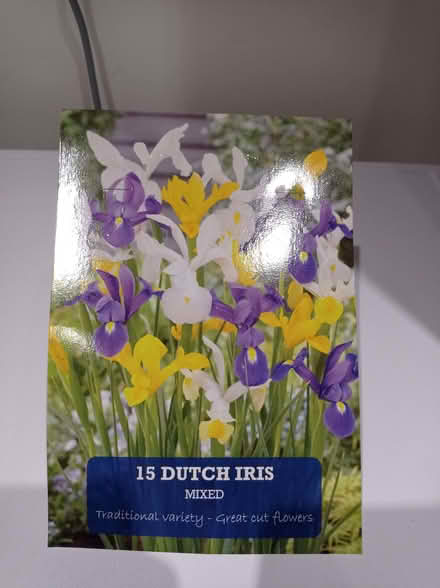 15 DUTCH IRIS
MIXED
Traditional variety - Great cut flowers